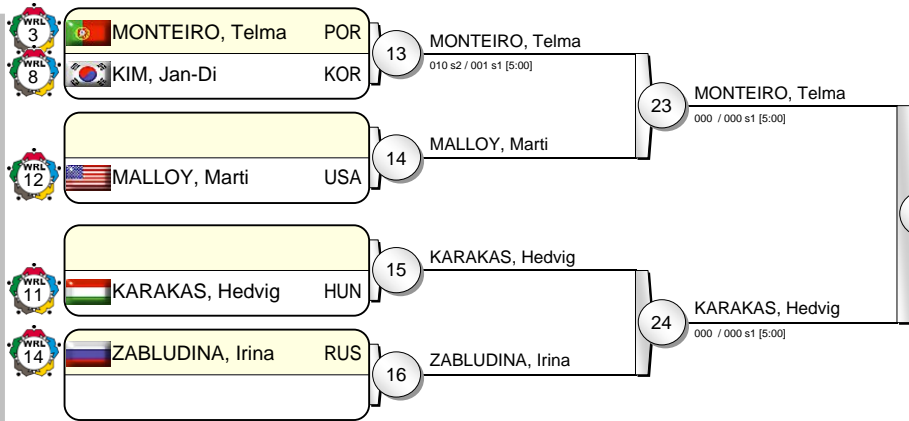 WRL
3
MONTEIRO, Telma POR
WRL
8
KIM, Jan-Di KOR
13
MONTEIRO, Telma
010 s2 / 001 s1 [5:00]
WRL
12
MALLOY, Marti USA
14
MALLOY, Marti
23
MONTEIRO, Telma
000 / 000 s1 [5:00]
WRL
11
KARAKAS, Hedvig HUN
15
KARAKAS, Hedvig
WRL
14
ZABLUDINA, Irina RUS
16
ZABLUDINA, Irina
24
KARAKAS, Hedvig
000 / 000 s1 [5:00]